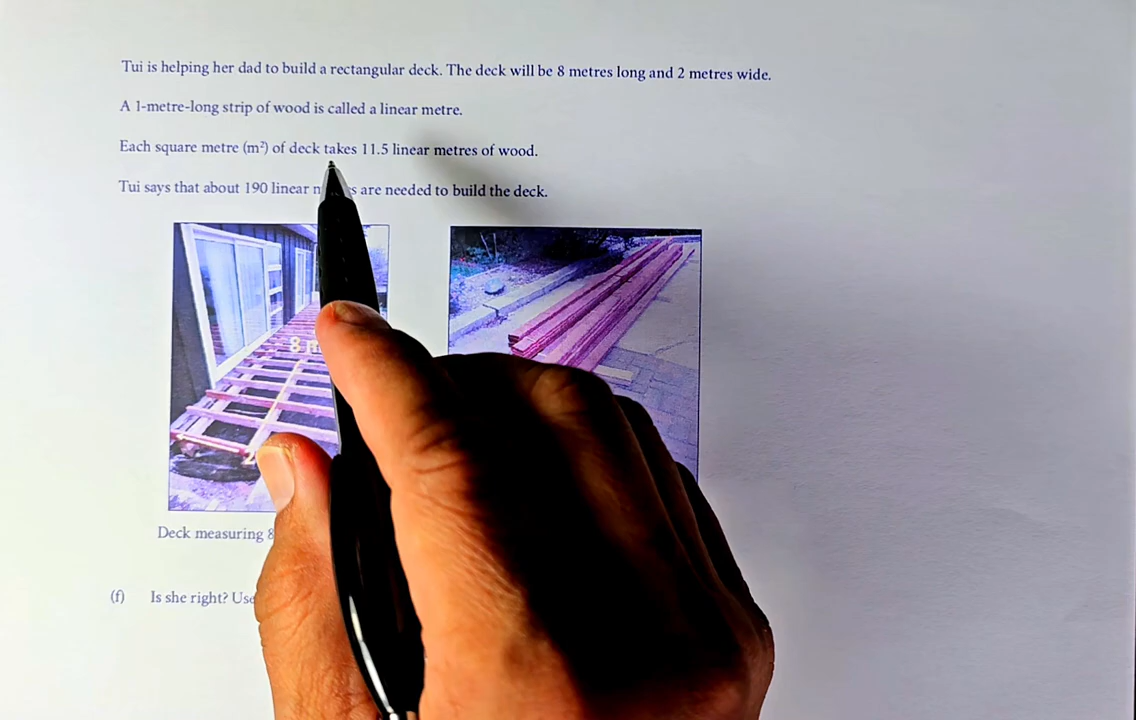 Tui is helping her dad to build a rectangular deck. The deck will be 8 metres long and 2 metres wide.
A 1-metre-long strip of wood is called a linear metre.
Each square metre (m²) of deck takes 11.5 linear metres of wood.
Tui says that about 190 linear are needed to build the deck.
8
Deck measuring 8
(f) Is she right?